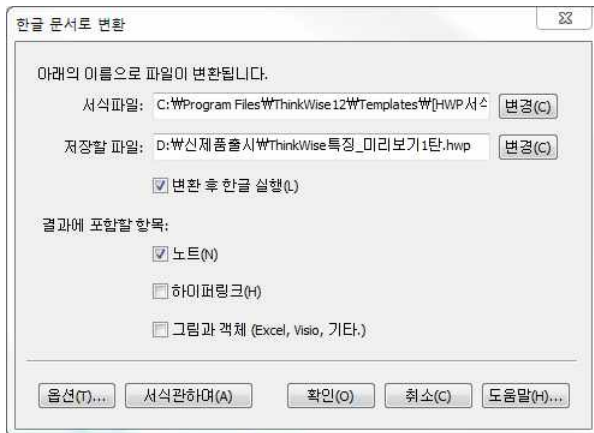 한글 문서로 변환
아래의 이름으로 파일이 변환됩니다.
서식파일: C:₩Program Files₩ThinkWise12₩Templates₩[HWP서식 변경(C)
저장할 파일: D:₩신제품출시₩ThinkWise특징_미리보기1탄.hwp 변경(C)
변환 후 한글 실행(L)
결과에 포함할 항목:
노트(N)
하이퍼링크(H)
그림과 객체 (Excel, Visio, 기타.)
옵션(T)... 서식관하여(A) 확인(O) 취소(C) 도움말(H)...